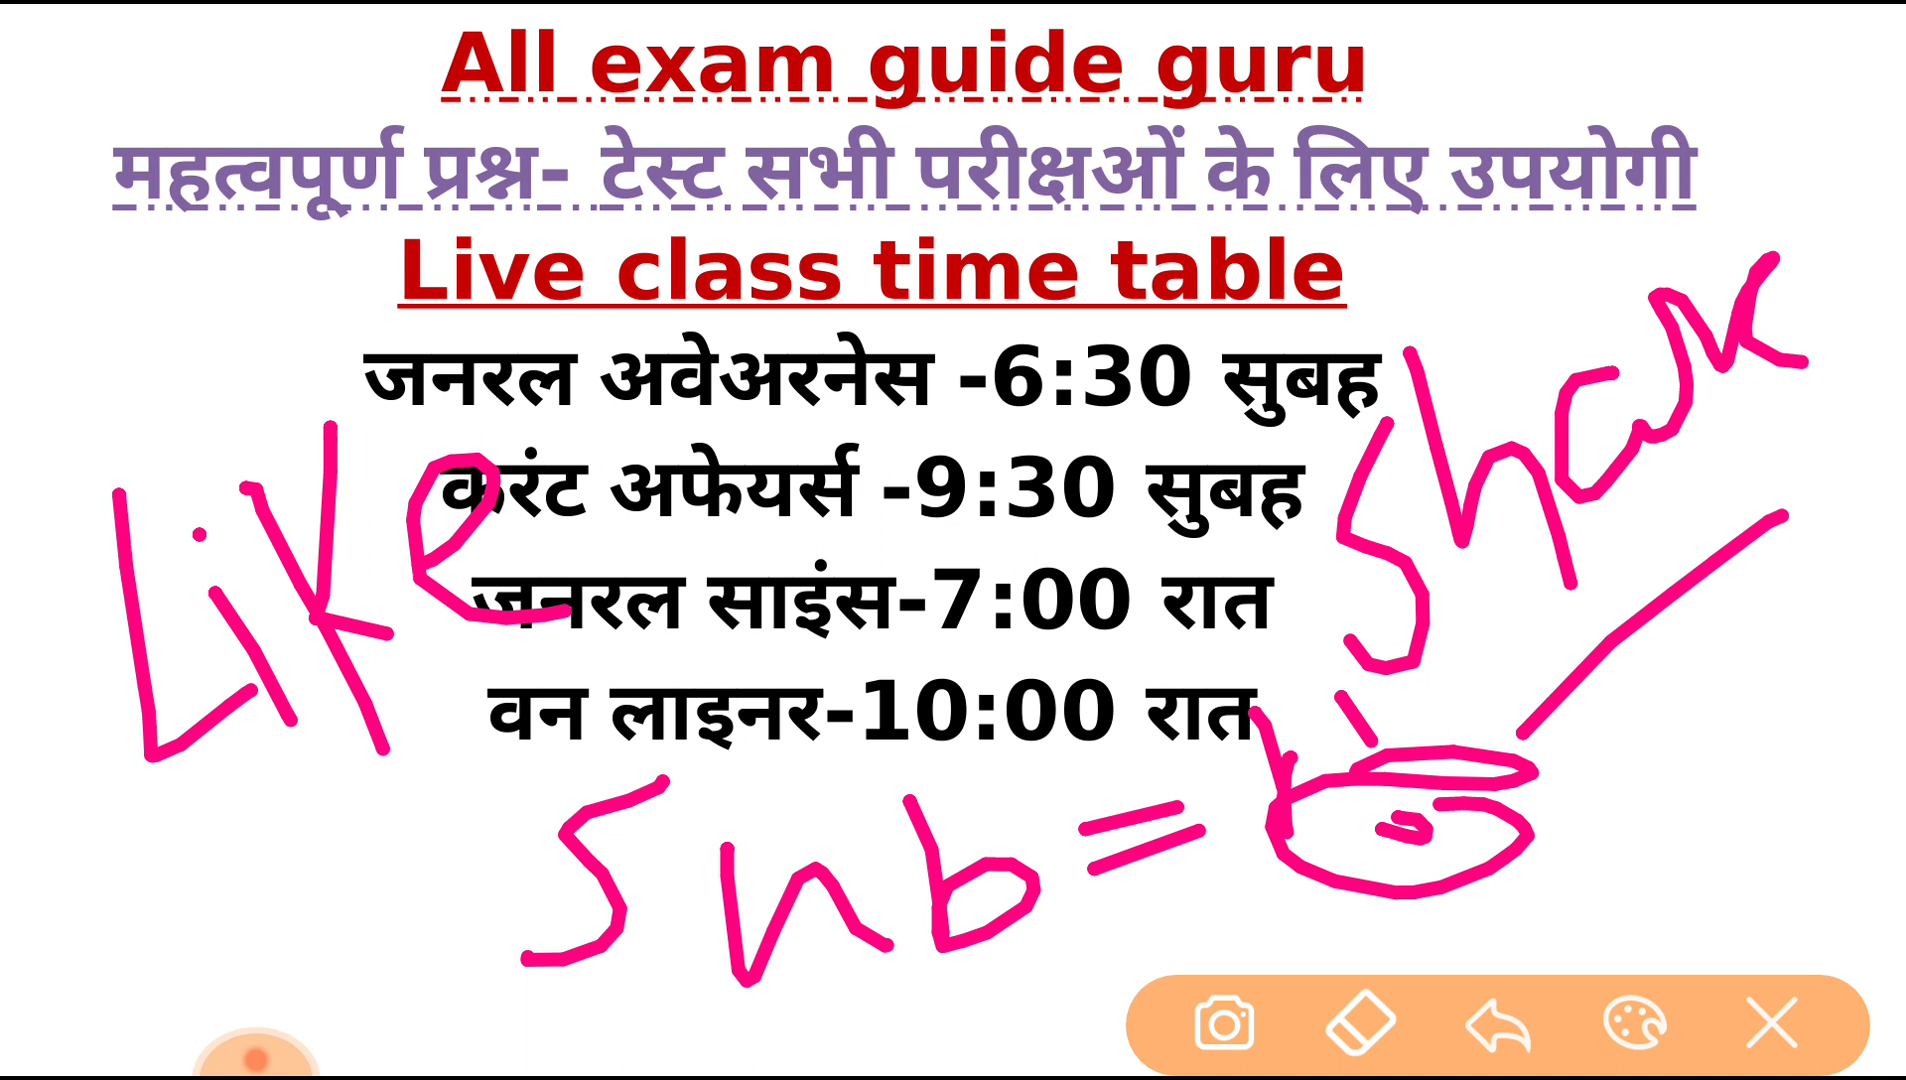 All exam guide guru
महत्वपूर्ण प्रश्न- टेस्ट सभी परीक्षओं के लिए उपयोगी
Live class time table
जनरल अवेअरनेस -6:30 सुबह
करंट अफेयर्स -9:30 सुबह
जनरल साइंस-7:00 रात
वन लाइनर-10:00 रात
Like
Sub=